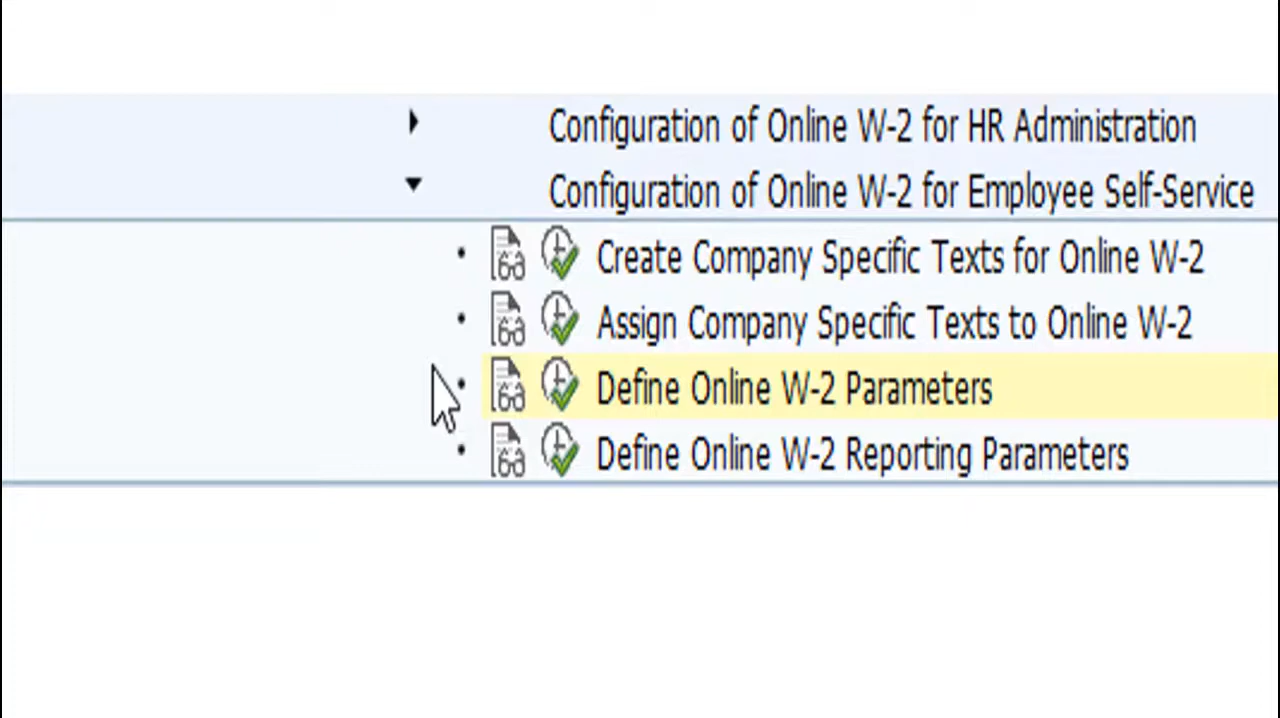 Configuration of Online W-2 for HR Administration
Configuration of Online W-2 for Employee Self-Service
Create Company Specific Texts for Online W-2
Assign Company Specific Texts to Online W-2
Define Online W-2 Parameters
Define Online W-2 Reporting Parameters